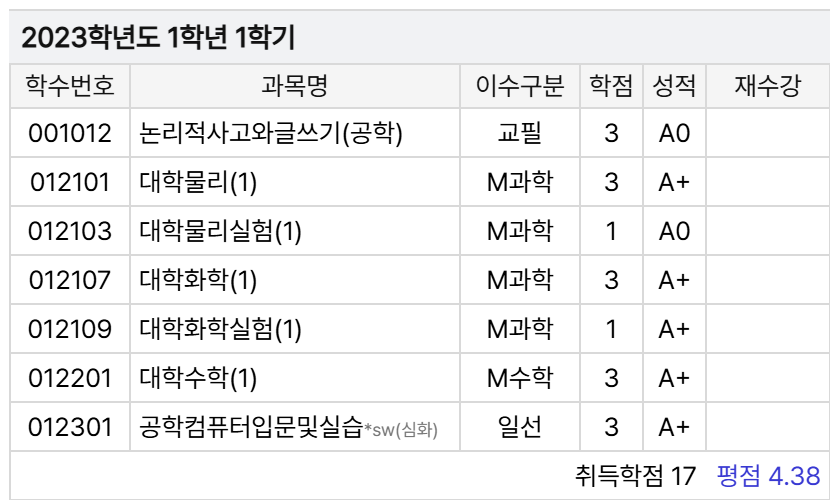 2023학년도 1학년 1학기
학수번호 과목명 이수구분 학점 성적 재수강
001012 논리적사고와글쓰기(공학) 교필 3 A0
012101 대학물리(1) M과학 3 A+
012103 대학물리실험(1) M과학 1 A0
012107 대학화학(1) M과학 3 A+
012109 대학화학실험(1) M과학 1 A+
012201 대학수학(1) M수학 3 A+
012301 공학컴퓨터입문및실습*sw(심화) 일선 3 A+
취득학점 17 평점 4.38